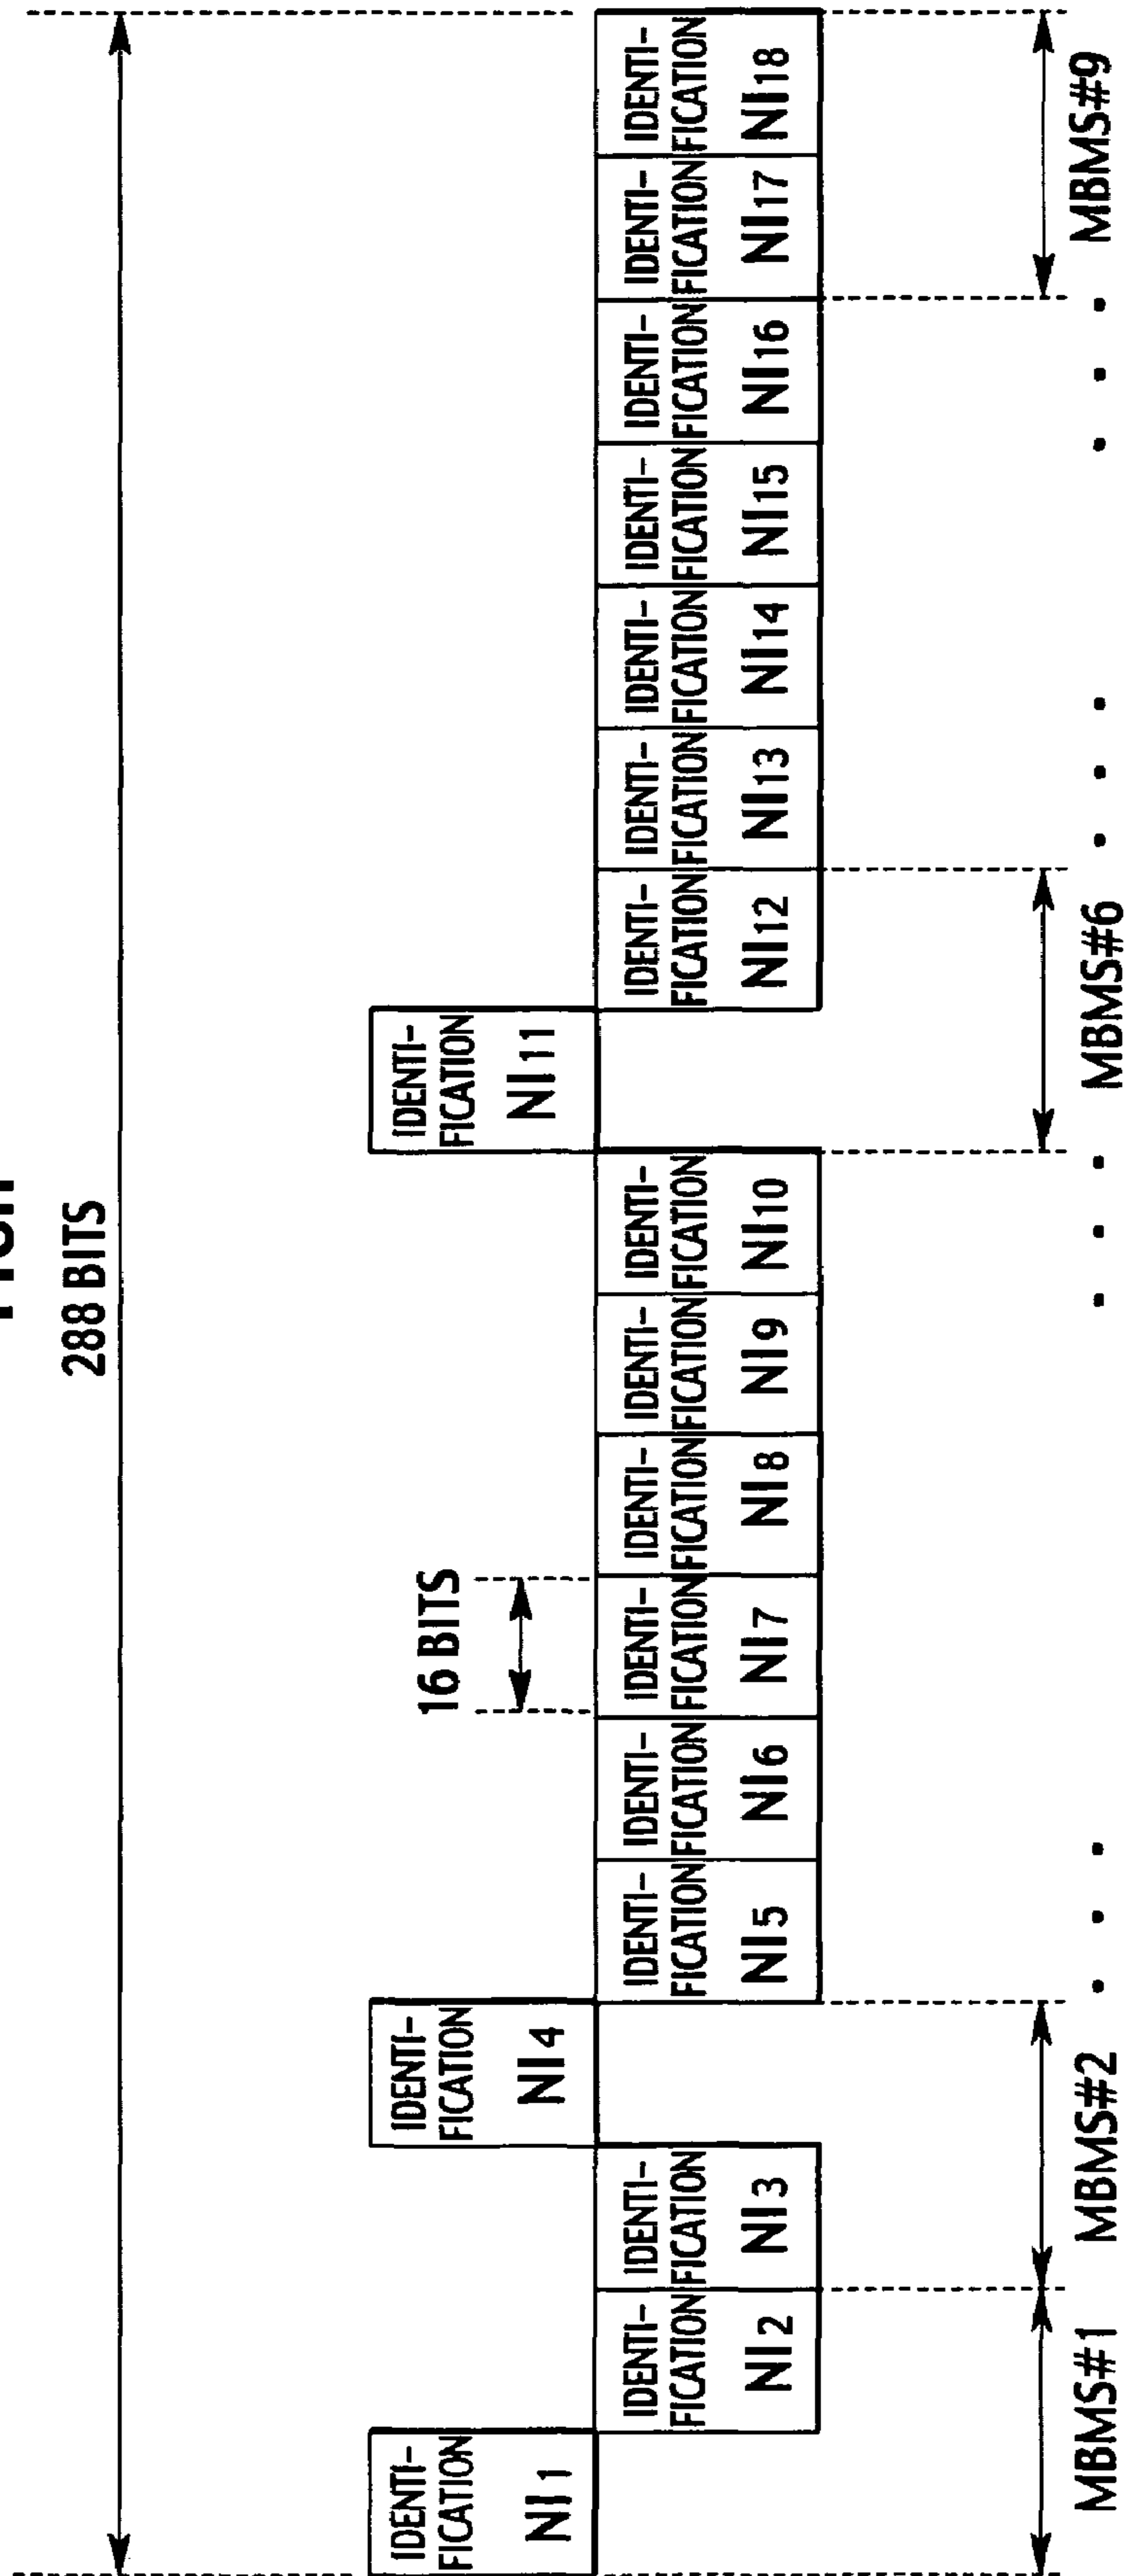 288 BITS
16 BITS
IDENTI-
FICATION
NI1
IDENTI-
FICATION
NI2
IDENTI-
FICATION
NI3
IDENTI-
FICATION
NI4
IDENTI-
FICATION
NI5
IDENTI-
FICATION
NI6
IDENTI-
FICATION
NI7
IDENTI-
FICATION
NI8
IDENTI-
FICATION
NI9
IDENTI-
FICATION
NI10
IDENTI-
FICATION
NI11
IDENTI-
FICATION
NI12
IDENTI-
FICATION
NI13
IDENTI-
FICATION
NI14
IDENTI-
FICATION
NI15
IDENTI-
FICATION
NI16
IDENTI-
FICATION
NI17
IDENTI-
FICATION
NI18
MBMS#1
MBMS#2
. . .
. . .
MBMS#6
. . .
. . .
MBMS#9